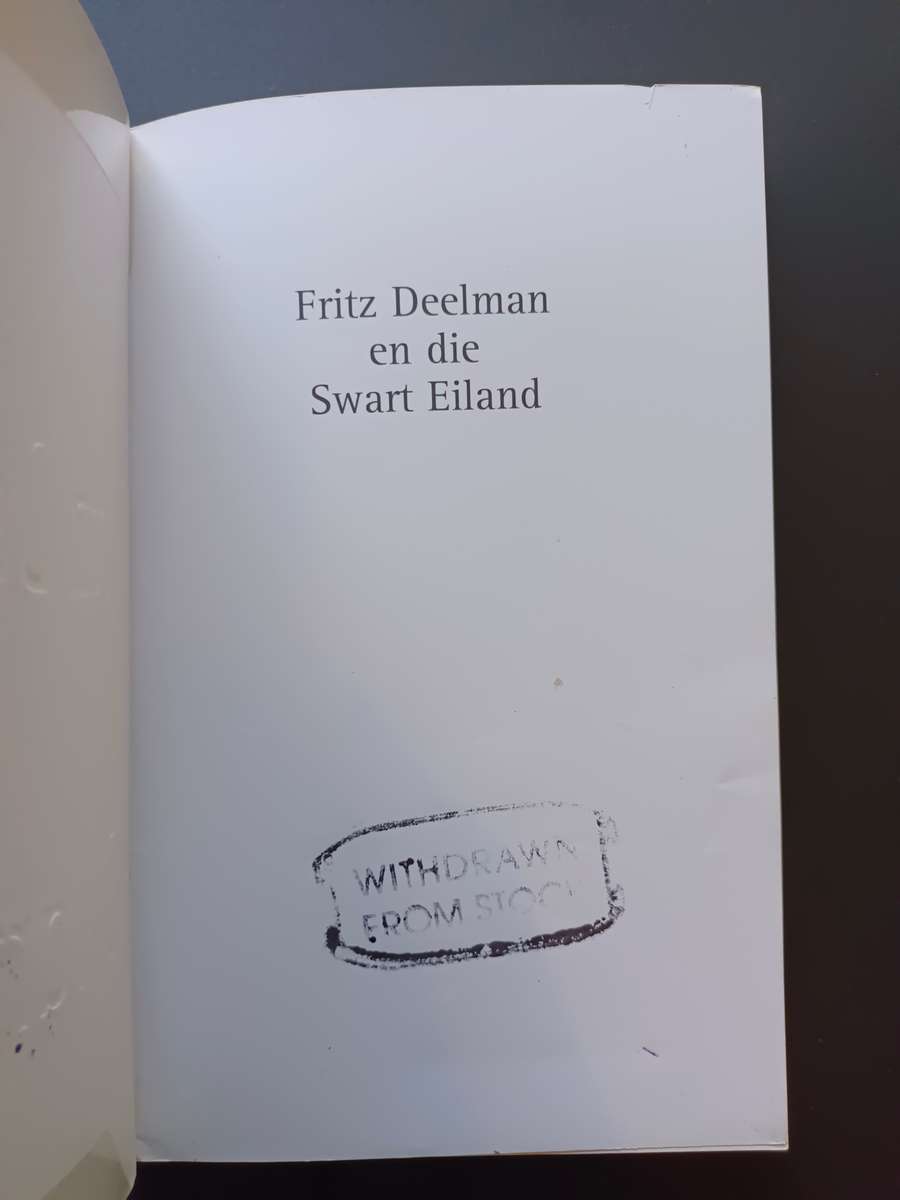 Fritz Deelman
en die
Swart Eiland
WITHDRAWN
FROM STOCK